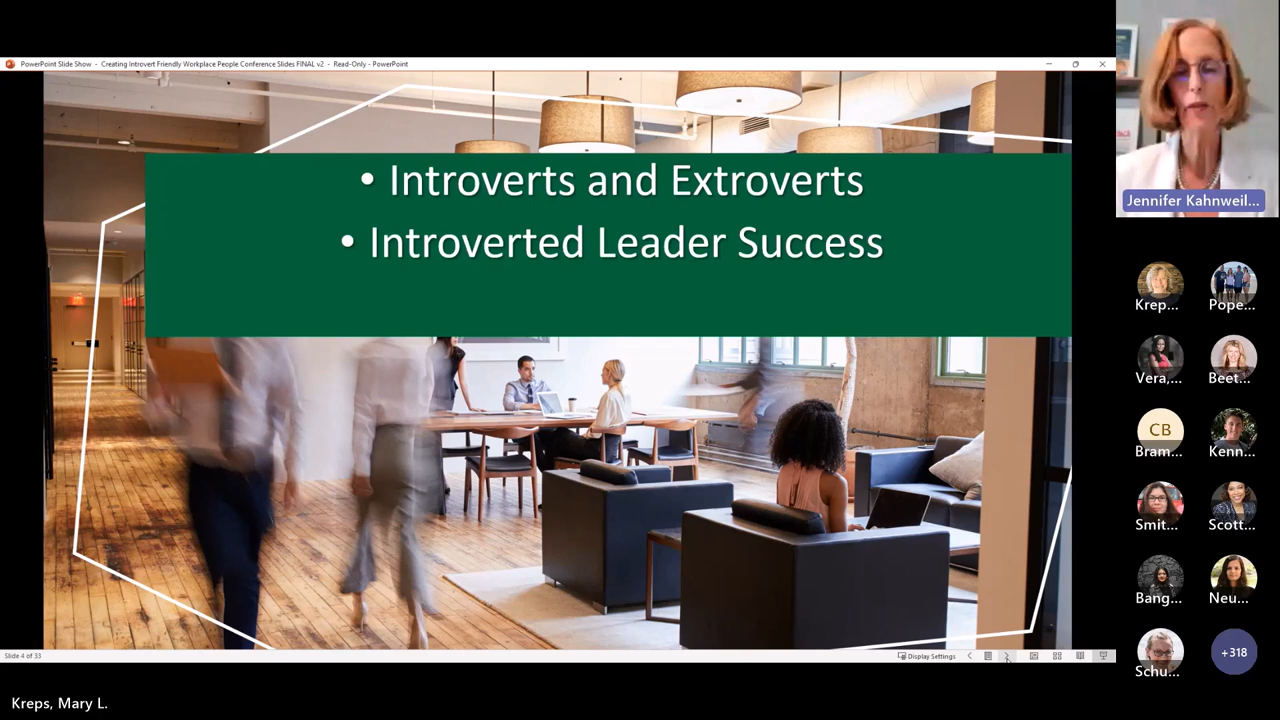 PowerPoint Slide Show - Creating Introvert Friendly Workplace People Conference Slides FINAL v2 - Read-Only - PowerPoint
• Introverts and Extroverts
• Introverted Leader Success
Jennifer Kahnweil...
Krep...
Pope...
Vera,...
Beet...
CB
Bram...
Kenn...
Smit...
Scott...
Bang...
Neu...
Schu...
+318
Slide 4 of 33
Display Settings
Kreps, Mary L.